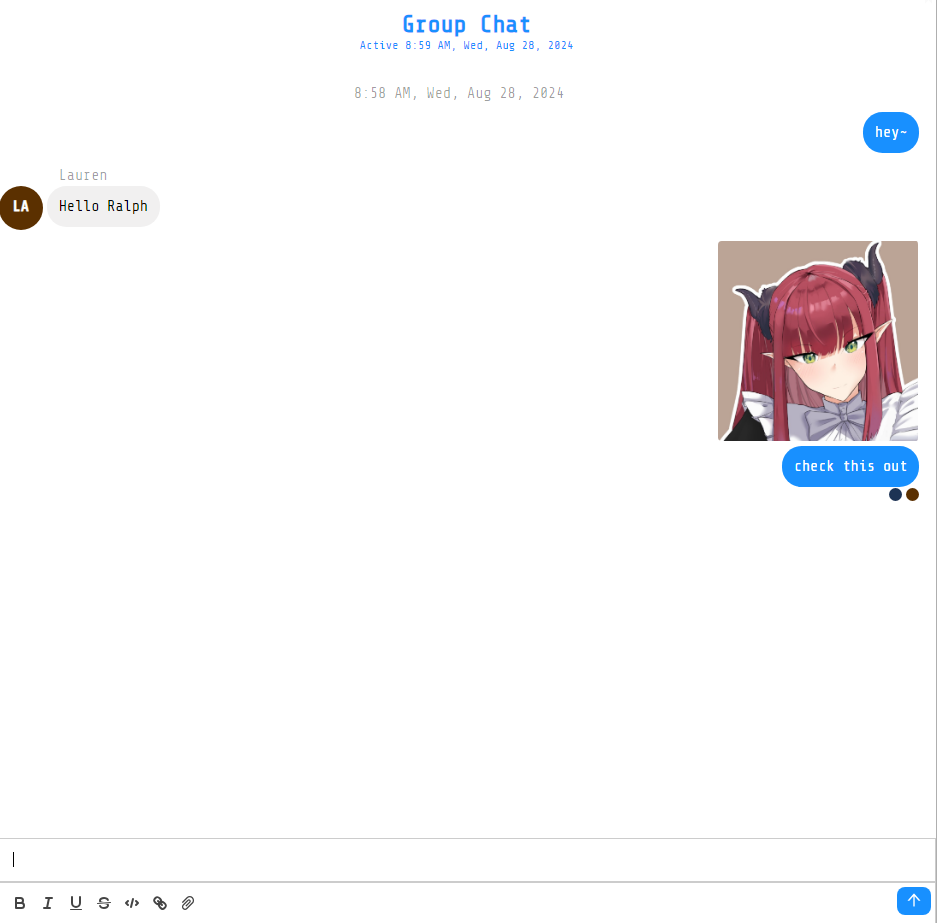 Group Chat
Active 8:59 AM, Wed, Aug 28, 2024
8:58 AM, Wed, Aug 28, 2024
hey~
Lauren
LA
Hello Ralph
check this out
B I U S </>